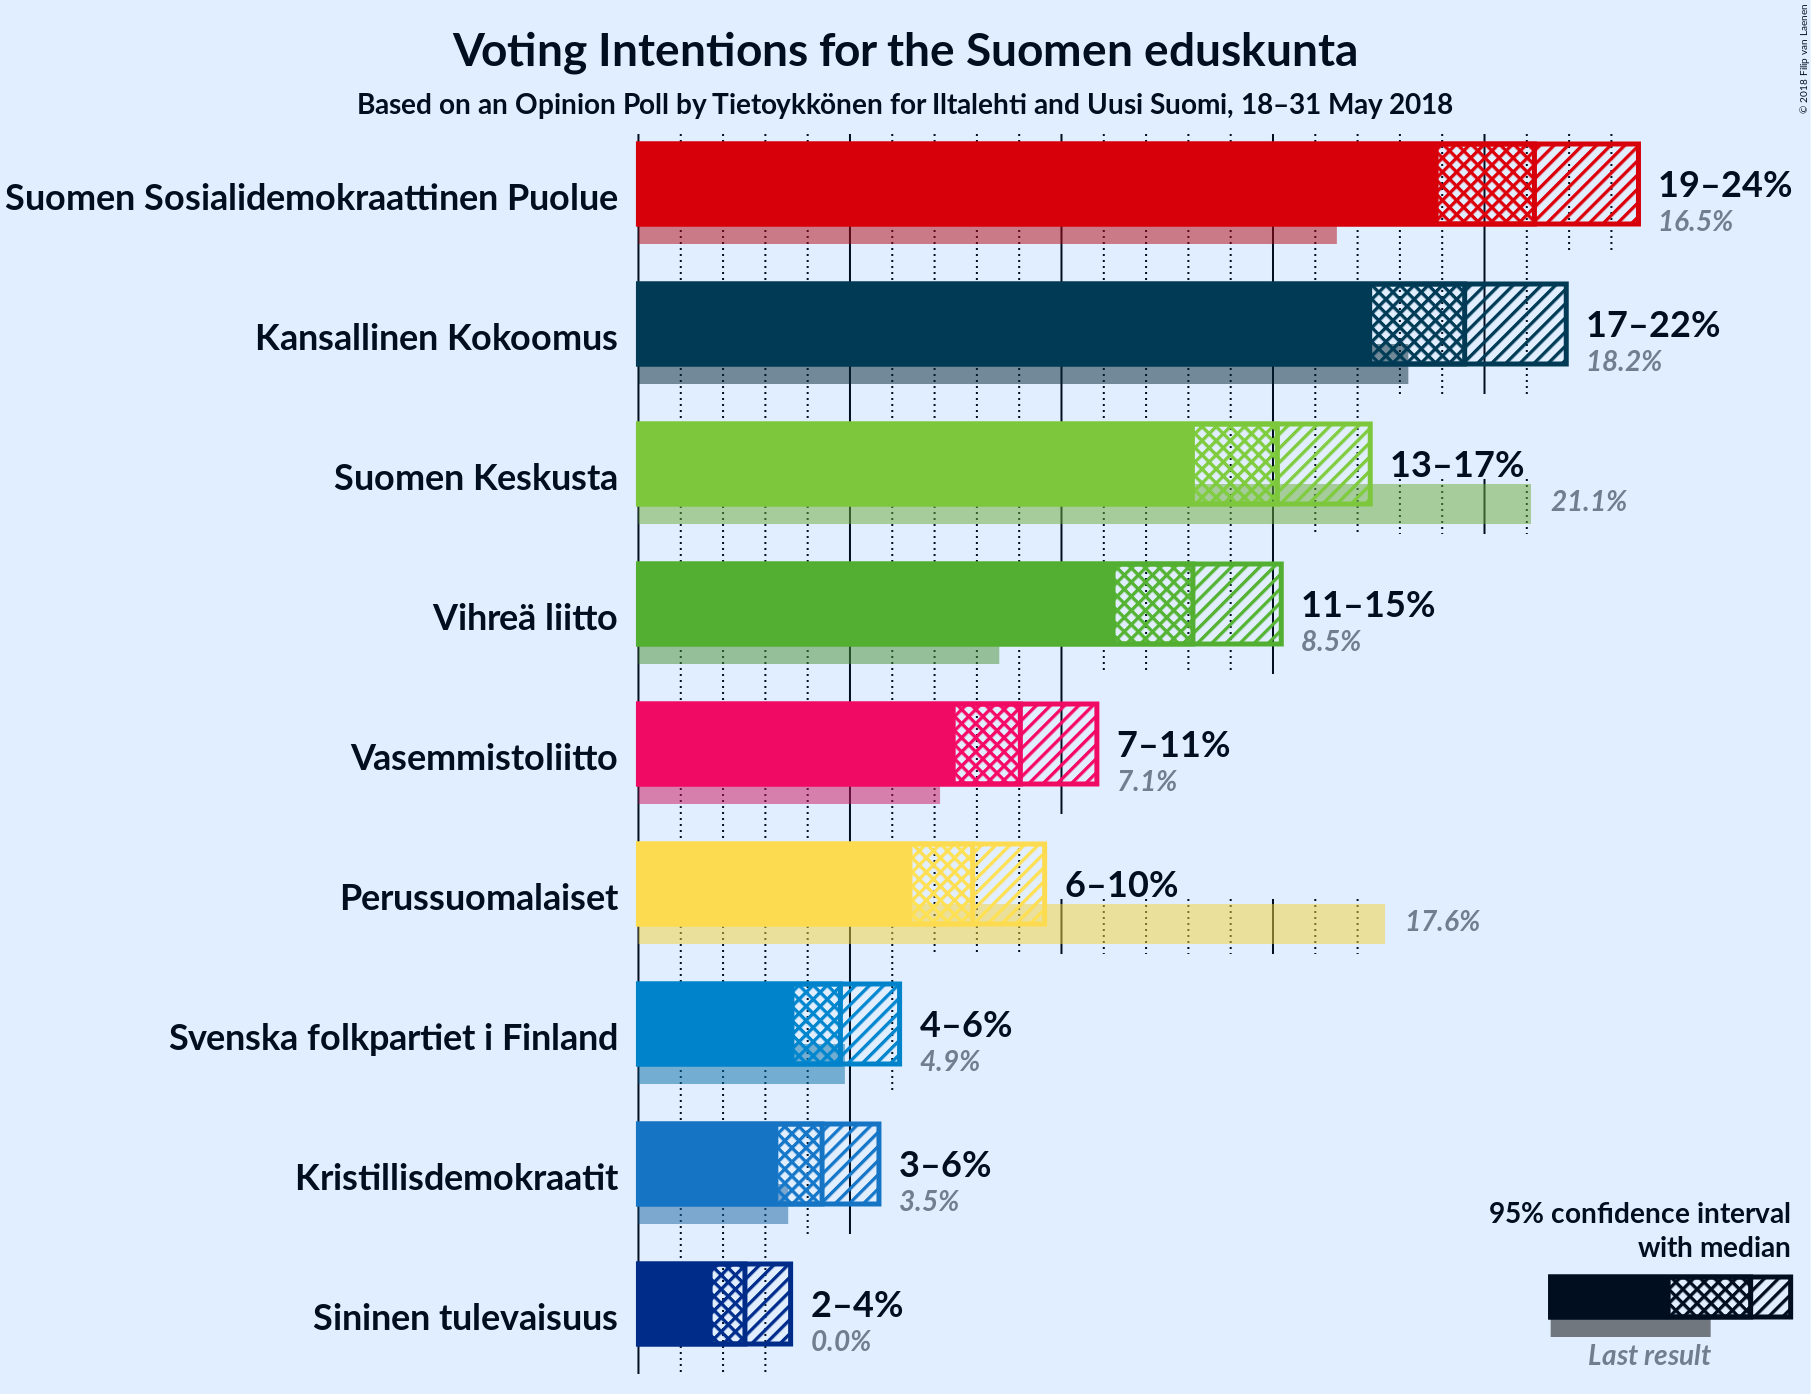 Voting Intentions for the Suomen eduskunta
Based on an Opinion Poll by Tietoykkönen for Iltalehti and Uusi Suomi, 18–31 May 2018
© 2018 Filip van Laenen
Suomen Sosialidemokraattinen Puolue
19–24%
16.5%
Kansallinen Kokoomus
17–22%
18.2%
Suomen Keskusta
13–17%
21.1%
Vihreä liitto
11–15%
8.5%
Vasemmistoliitto
7–11%
7.1%
Perussuomalaiset
6–10%
17.6%
Svenska folkpartiet i Finland
4–6%
4.9%
Kristillisdemokraatit
3–6%
3.5%
Sininen tulevaisuus
2–4%
0.0%
95% confidence interval
with median
Last result